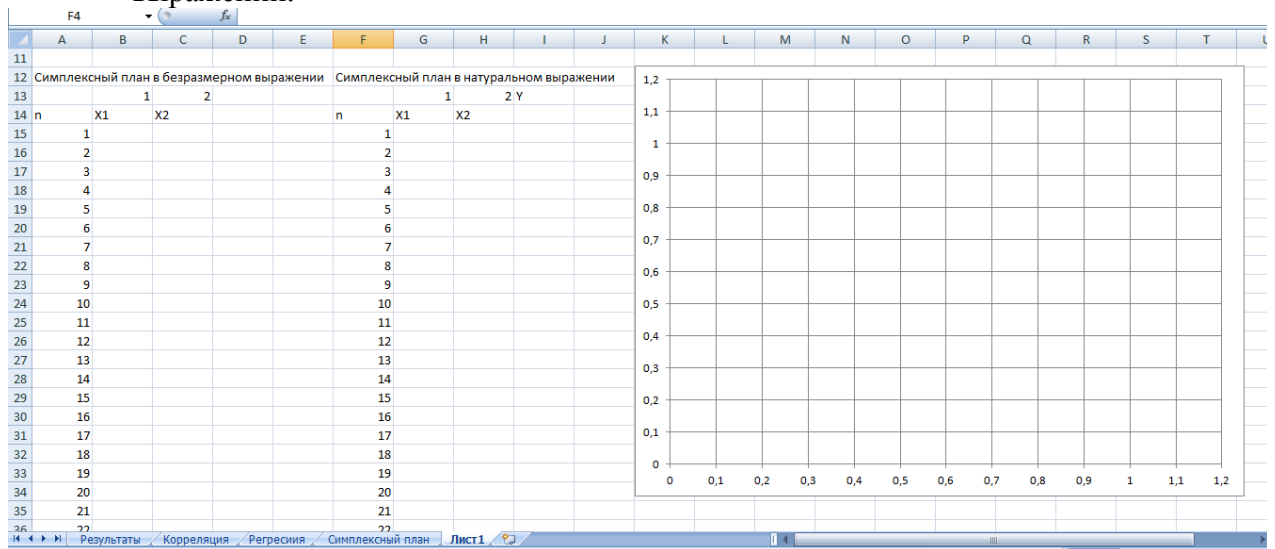 выражении.
F4 fx
A B C D E F G H I J K L M N O P Q R S T U
11
12 Симплексный план в безразмерном выражении Симплексный план в натуральном выражении
13 1 2 1 2 Y
14 n X1 X2 n X1 X2
15 1 1
16 2 2
17 3 3
18 4 4
19 5 5
20 6 6
21 7 7
22 8 8
23 9 9
24 10 10
25 11 11
26 12 12
27 13 13
28 14 14
29 15 15
30 16 16
31 17 17
32 18 18
33 19 19
34 20 20
35 21 21
36 22 22
1,2
1,1
1
0,9
0,8
0,7
0,6
0,5
0,4
0,3
0,2
0,1
0
0 0,1 0,2 0,3 0,4 0,5 0,6 0,7 0,8 0,9 1 1,1 1,2
Результаты Корреляция Регресиия Симплексный план Лист1